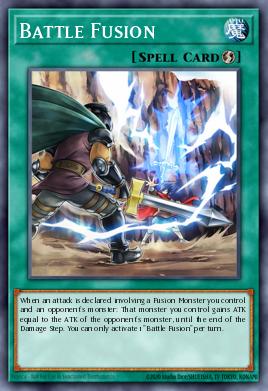 BATTLE FUSION
魔
[SPELL CARD]
When an attack is declared involving a Fusion Monster you control
and an opponent's monster: That monster you control gains ATK
equal to the ATK of the opponent's monster, until the end of the
Damage Step. You can only activate 1 "Battle Fusion" per turn.